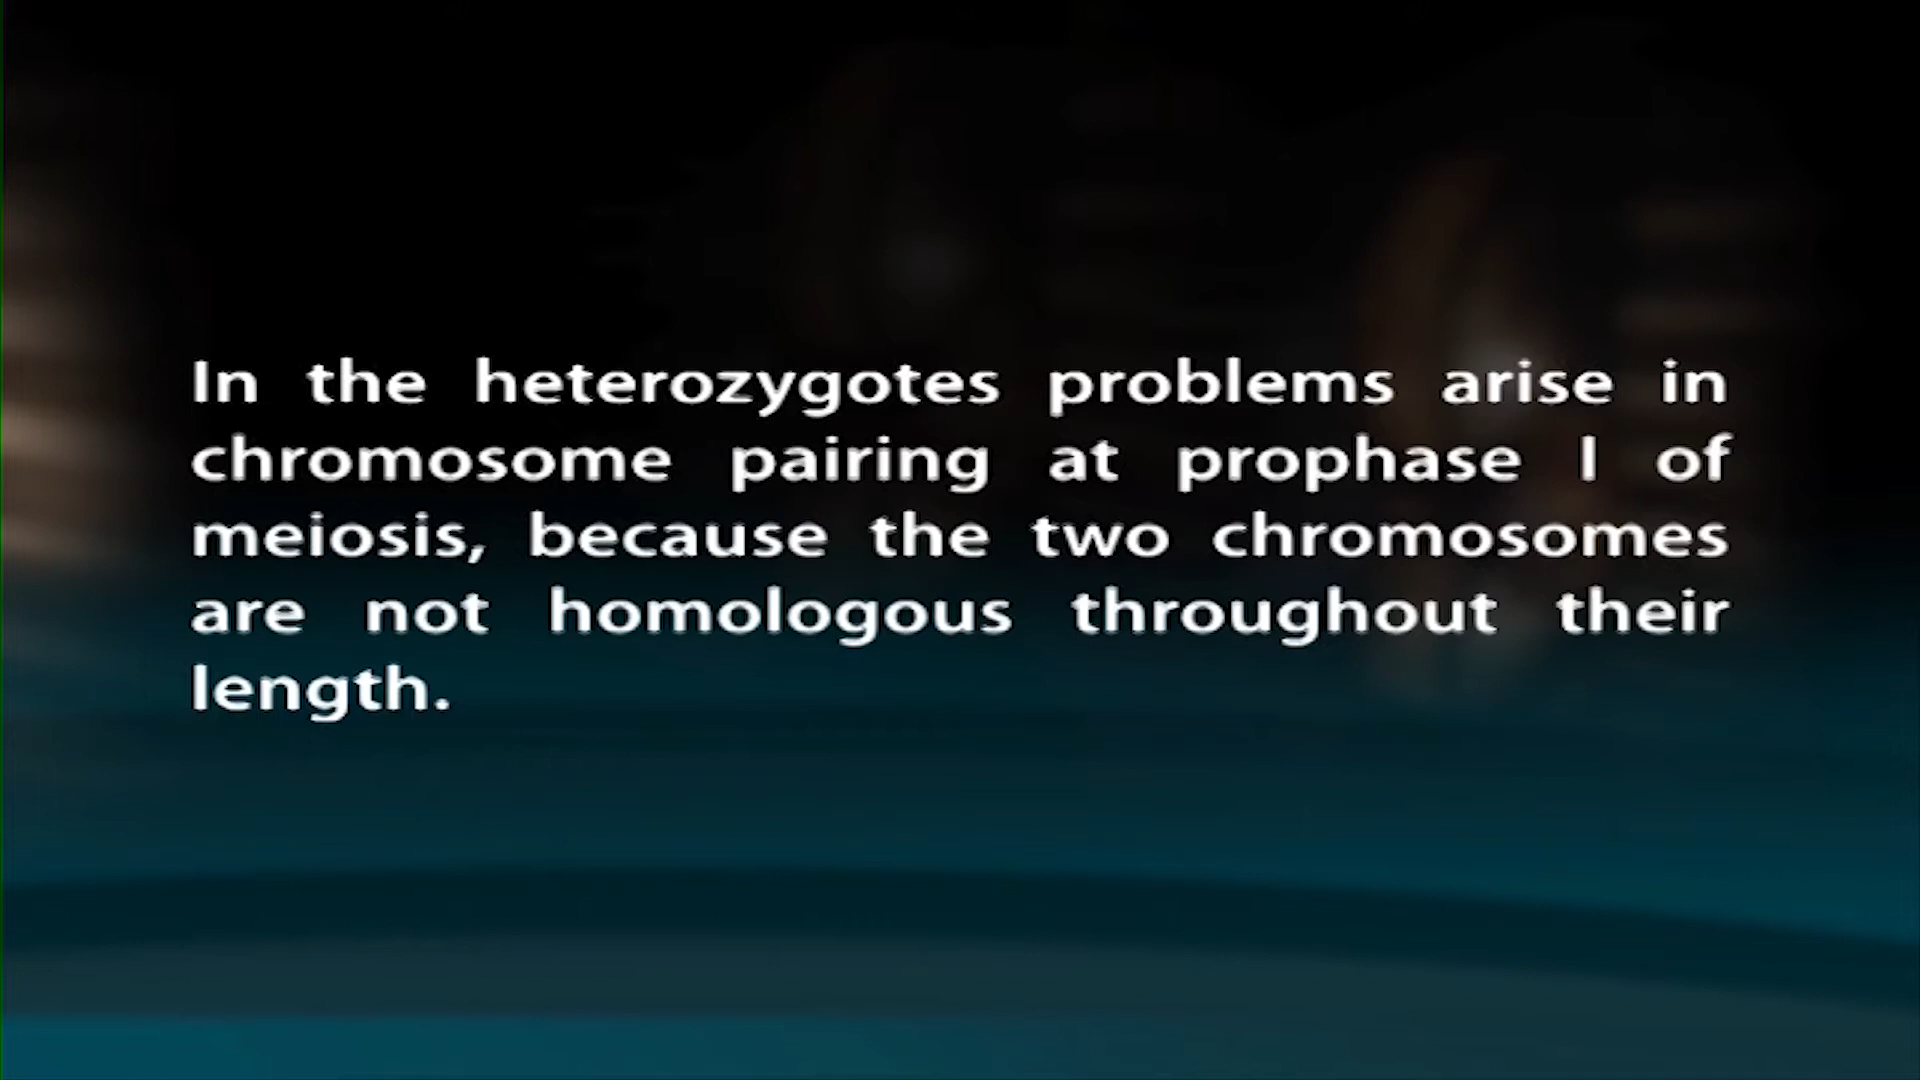 In the heterozygotes problems arise in
chromosome pairing at prophase I of
meiosis, because the two chromosomes
are not homologous throughout their
length.